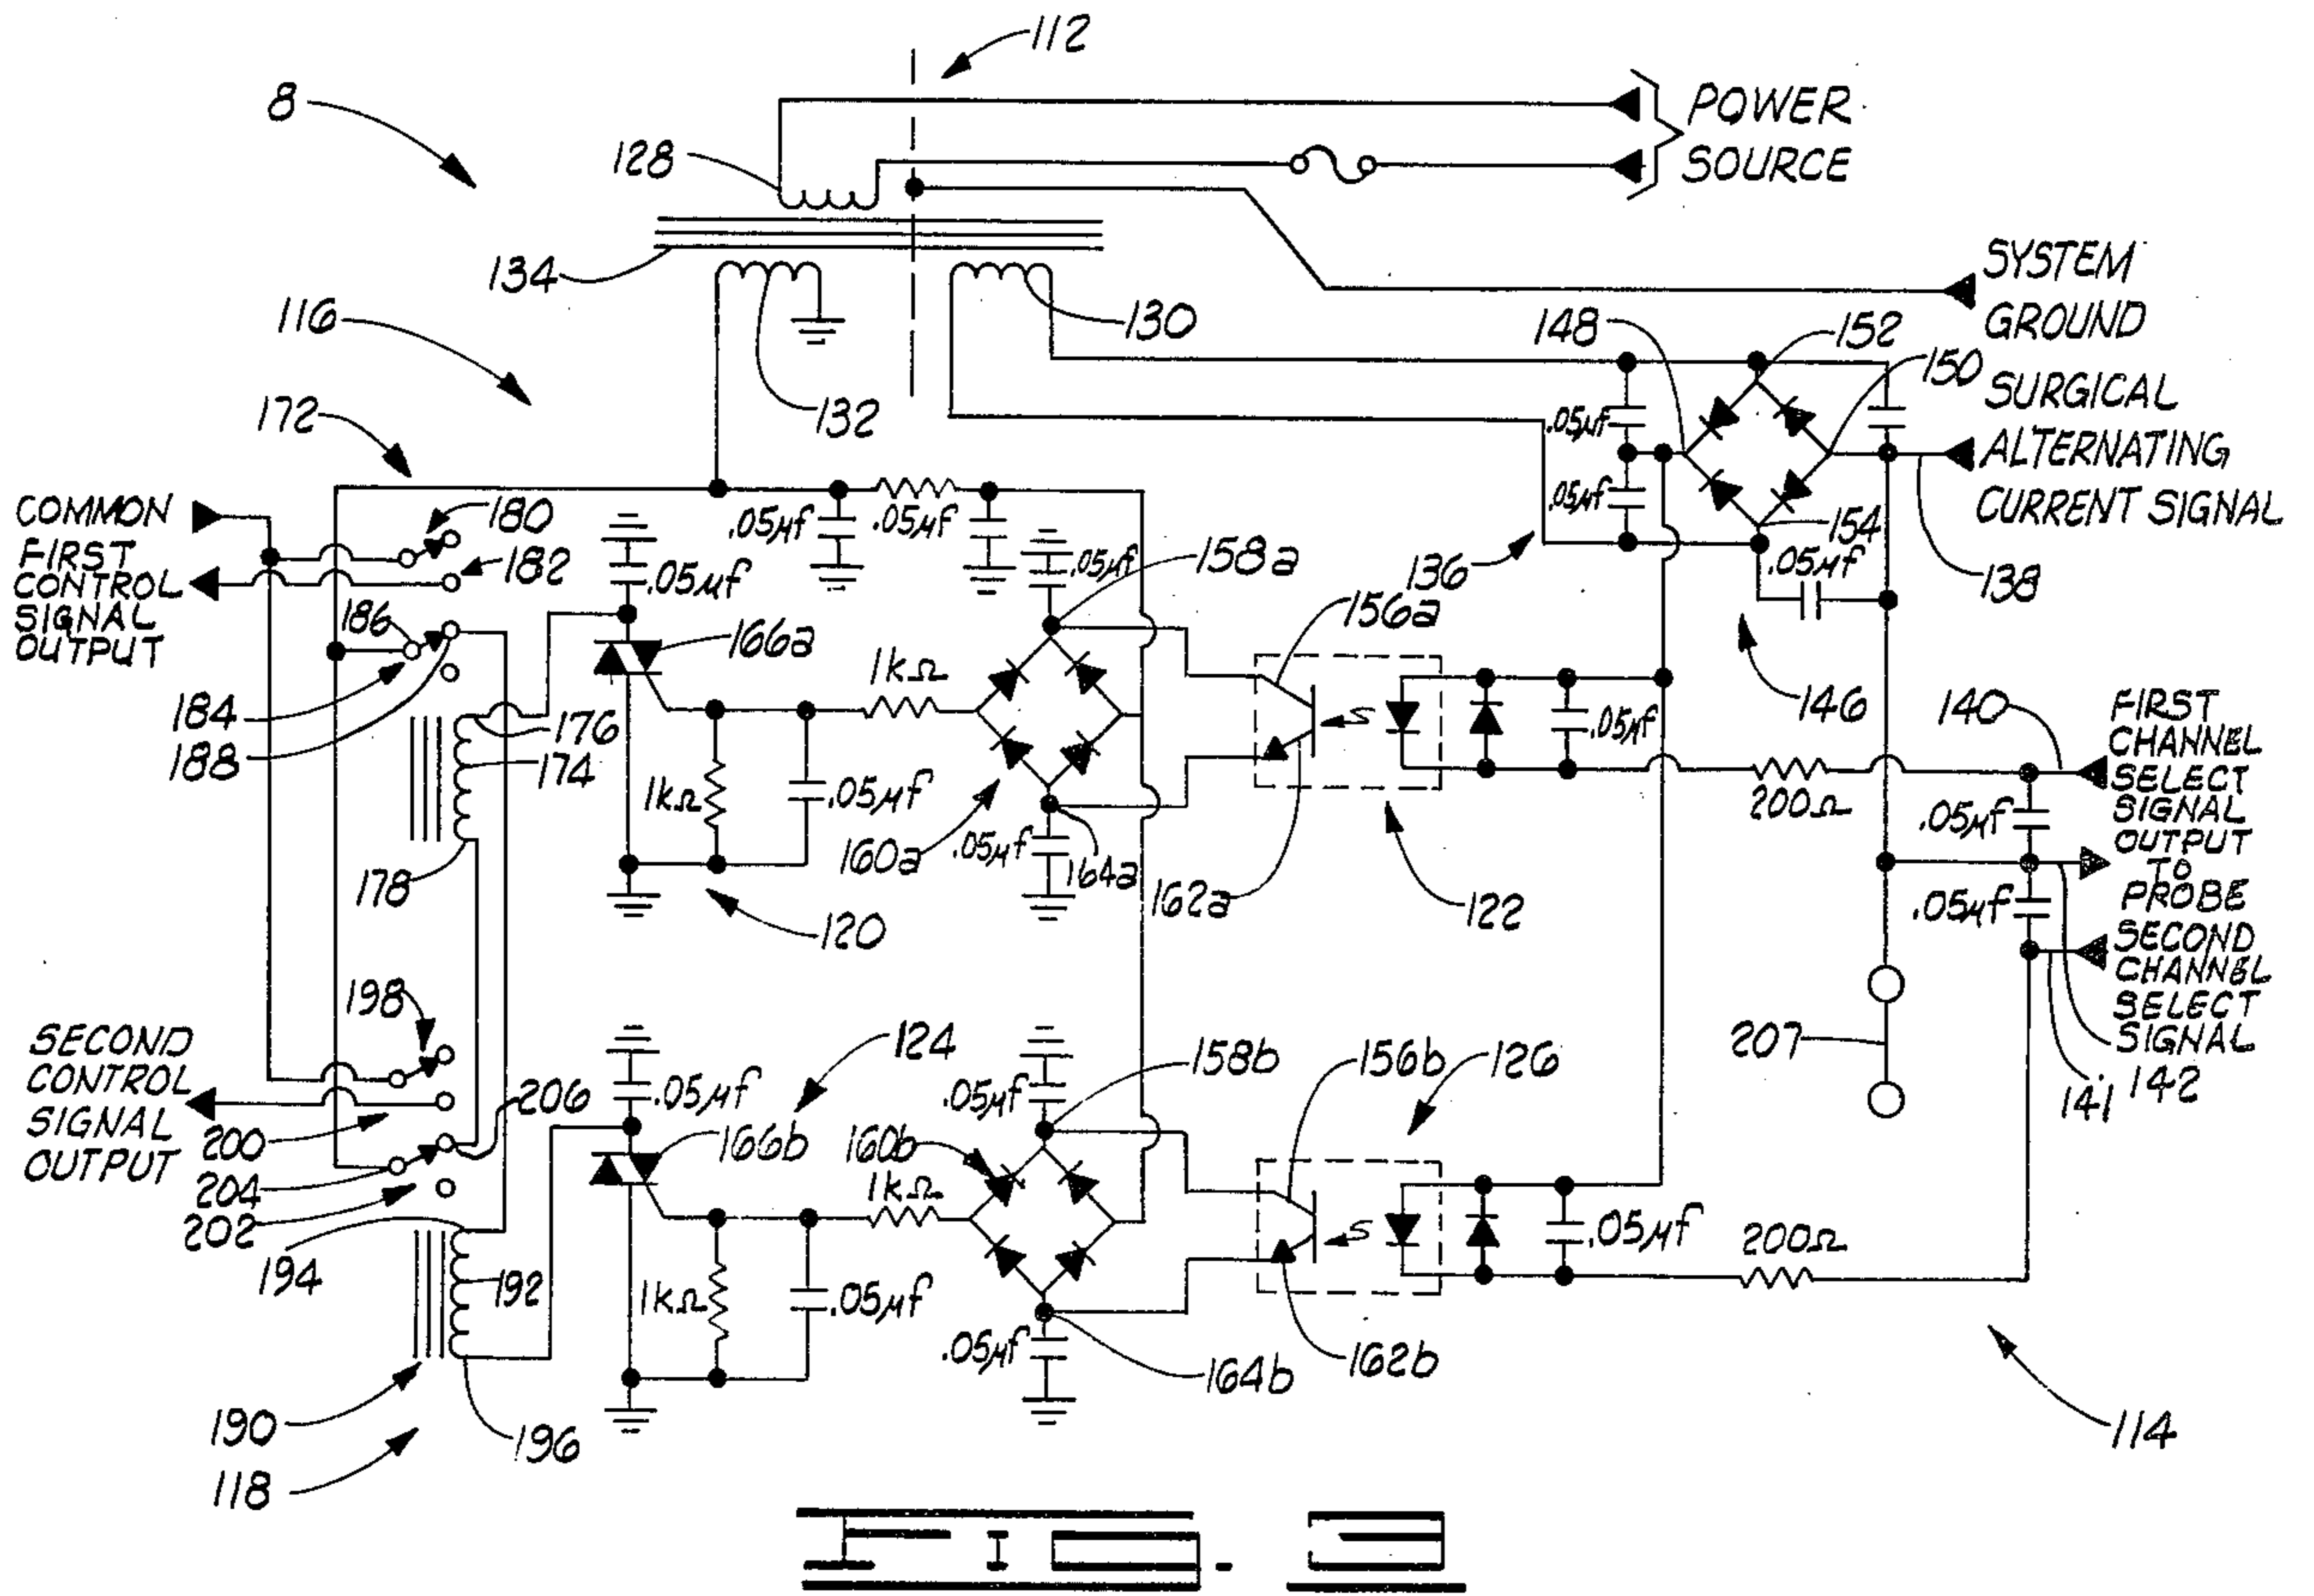 112
8
POWER
SOURCE
128
134
SYSTEM
GROUND
116
130
148
152
150
172
132
SURGICAL
ALTERNATING
CURRENT SIGNAL
.05µf
.05µf
COMMON
FIRST
CONTROL
SIGNAL
OUTPUT
180
182
.05µf
.05µf
.05µf
.05µf
158a
136
154
.05µf
138
186
166a
156a
184
188
176
174
1kΩ
146
140
FIRST
CHANNEL
SELECT
SIGNAL
OUTPUT
TO
PROBE
SECOND
CHANNEL
SELECT
SIGNAL
.05µf
1kΩ
.05µf
200Ω
.05µf
.05µf
178
160a
.05µf
164a
162a
122
120
198
SECOND
CONTROL
SIGNAL
OUTPUT
124
158b
156b
126
207
141
142
.05µf
.05µf
206
200
204
202
166b
160b
1kΩ
194
192
1kΩ
.05µf
.05µf
200Ω
.05µf
164b
162b
190
196
118
114
FIG. 3